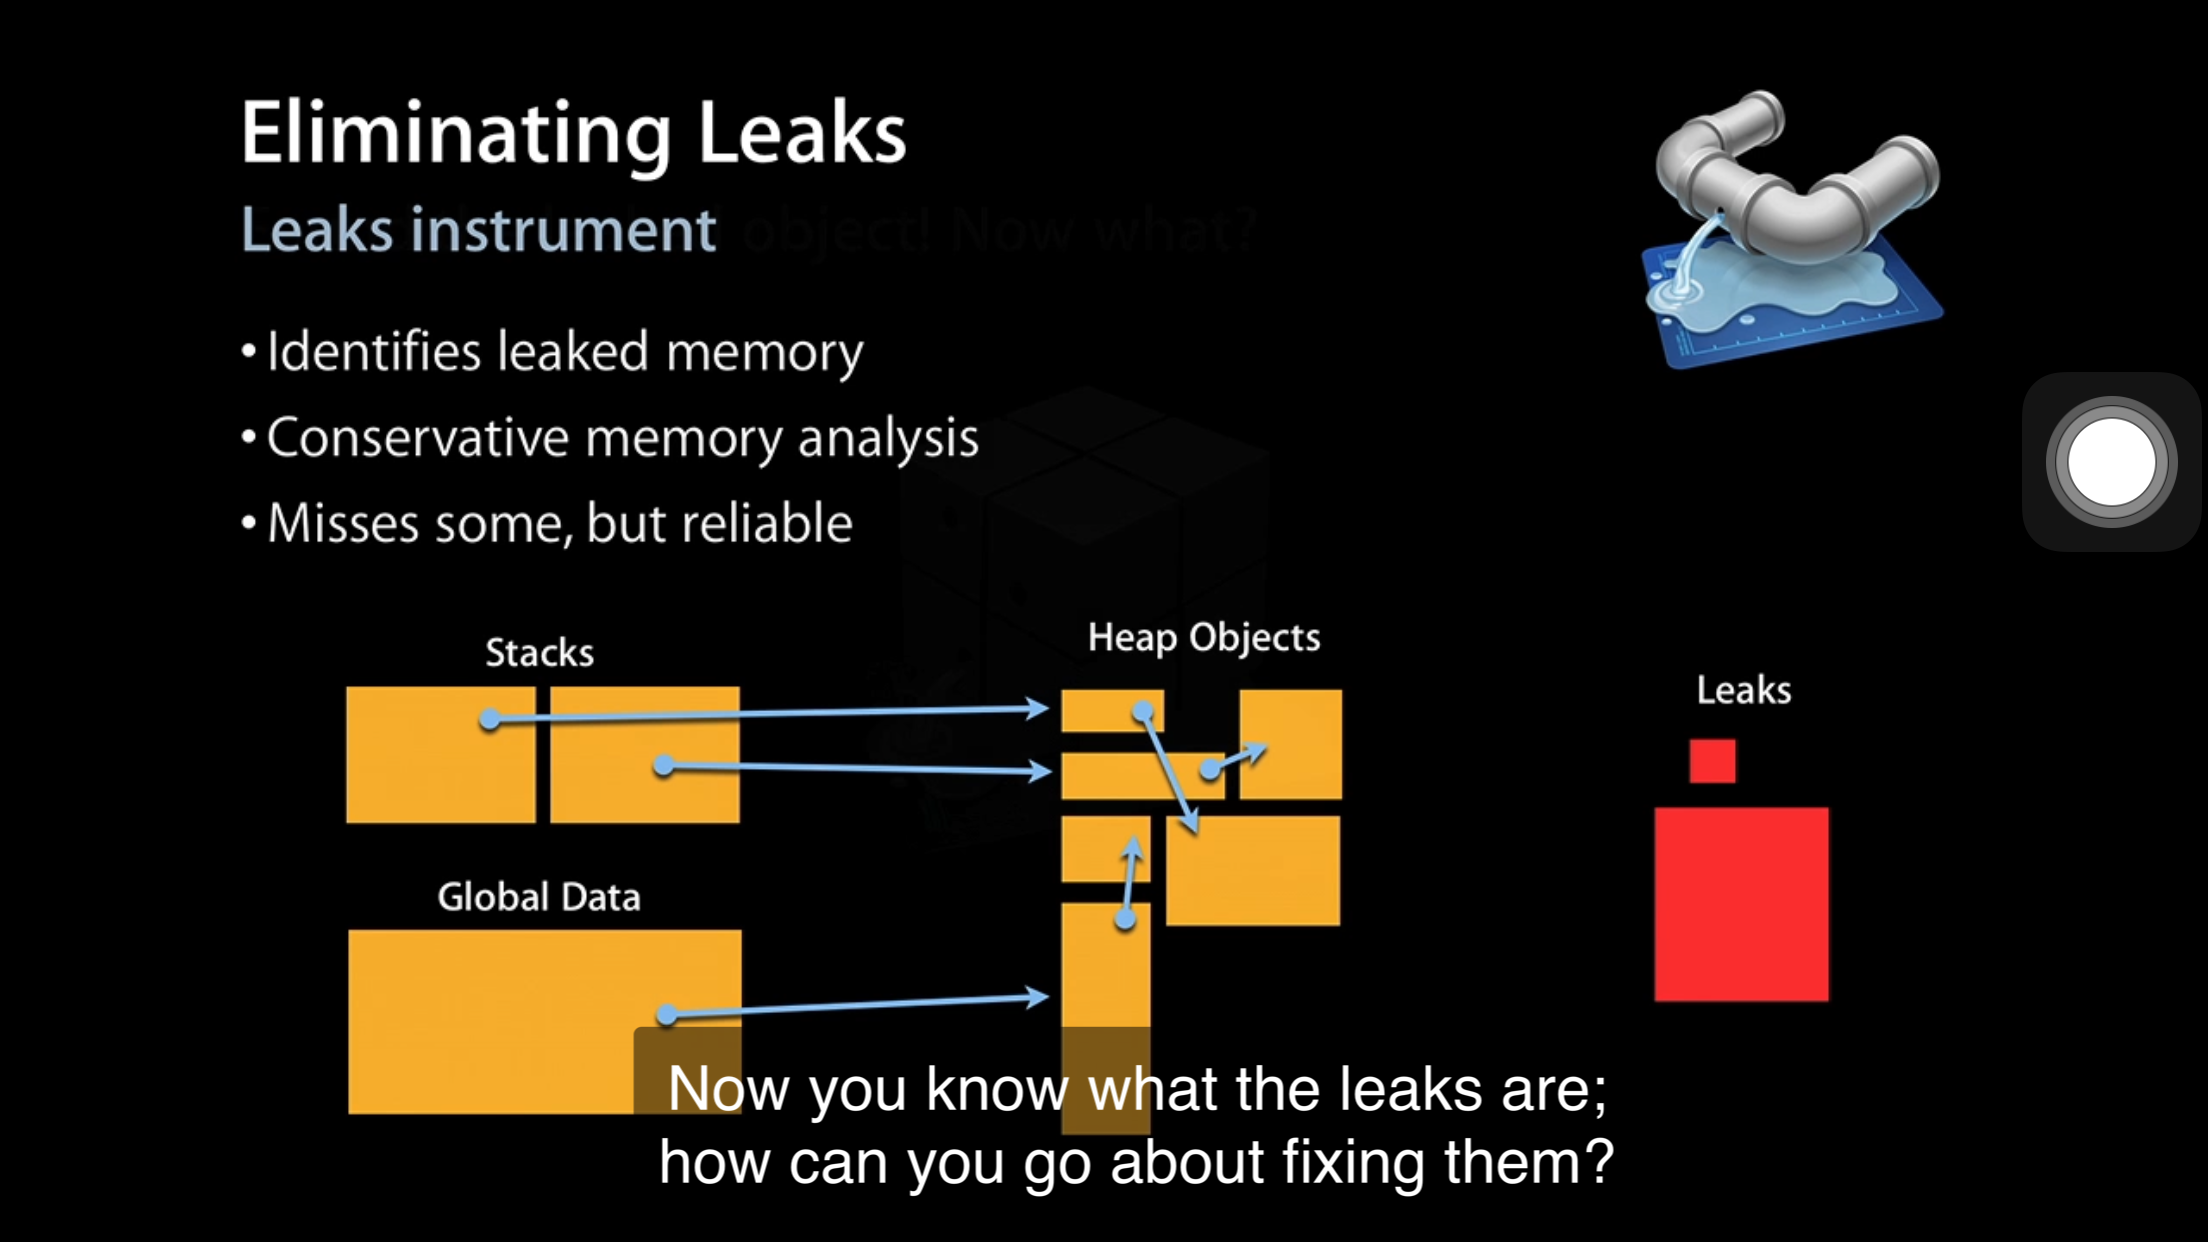 Eliminating Leaks
Leaks instrument object! Now what?
• Identifies leaked memory
• Conservative memory analysis
• Misses some, but reliable
Stacks
Heap Objects
Leaks
Global Data
Now you know what the leaks are;
how can you go about fixing them?